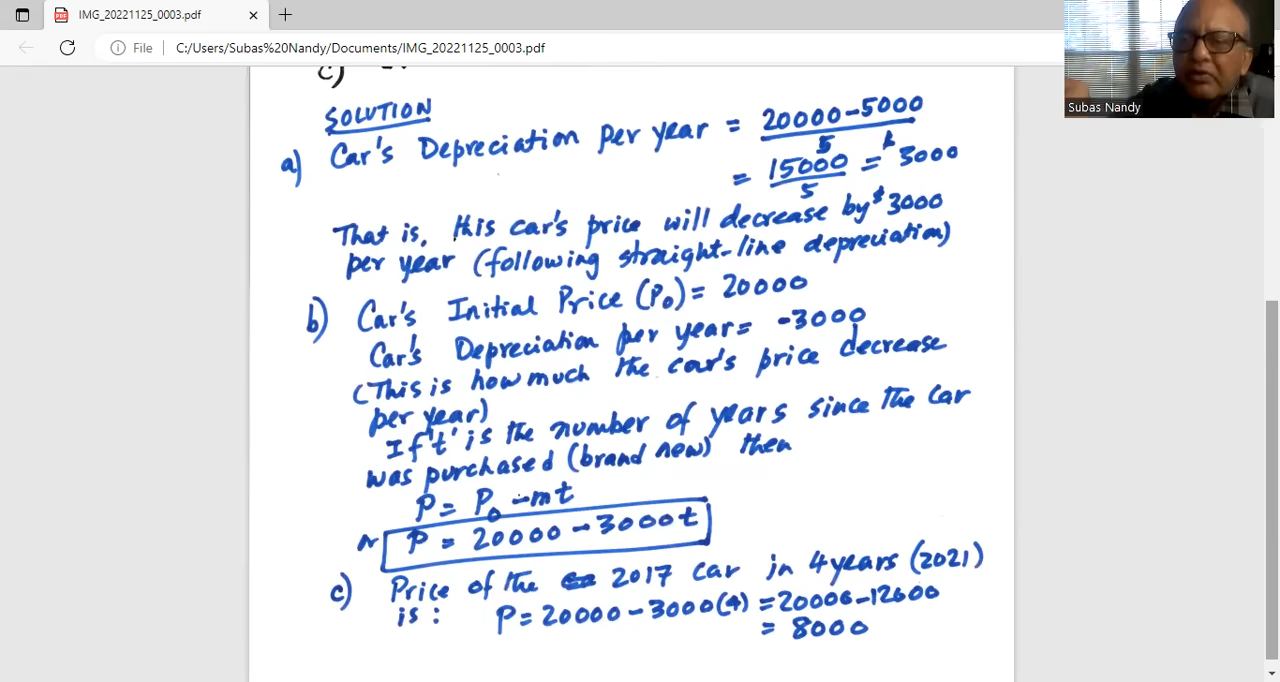 IMG_20221125_0003.pdf
File C:/Users/Subas%20Nandy/Documents/IMG_20221125_0003.pdf
Subas Nandy
c)
SOLUTION
a) Car's Depreciation per year = 20000-5000
5
= 15000 = $3000
5
That is, this car's price will decrease by $3000
per year (following straight-line depreciation)
b) Car's Initial Price (P₀) = 20000
Car's Depreciation per year = -3000
(This is how much the car's price decrease
per year)
If 't' is the number of years since the car
was purchased (brand new) then
P = P₀ - mt
P = 20000 - 3000t
c) Price of the 2017 car in 4 years (2021)
is : P = 20000 - 3000(4) = 20000-12000
= 8000